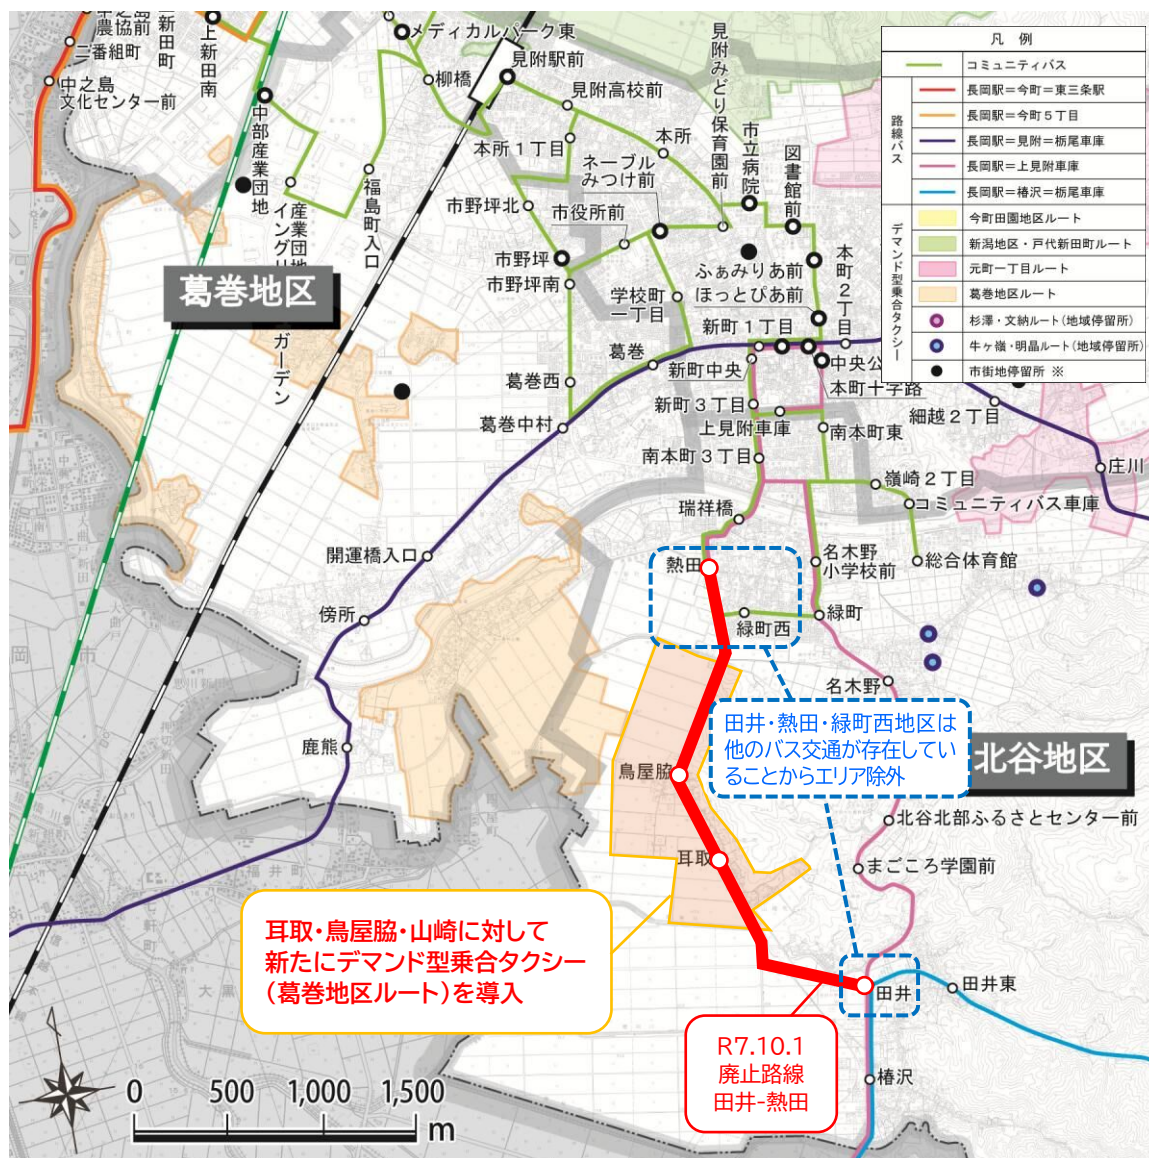 中之島
農協前
新田町
上新田南
二番組町
中之島
文化センター前
メディカルパーク東
見附駅前
柳橋
見附高校前
見附みどり保育園前
本所
本所1丁目
市立病院
図書館前
ネーブル
みつけ前
中部産業団地
福島町入口
産業団地
イングリ
ガーデン
市野坪北
市役所前
市野坪
市野坪南
ふぁみりあ前
ほっとぴあ前
本町2丁目
学校町
一丁目
葛巻地区
新町1丁目
葛巻
新町中央
中央公
本町十字路
葛巻西
新町3丁目
上見附車庫
細越2丁目
葛巻中村
南本町東
南本町3丁目
庄川
嶺崎2丁目
コミュニティバス車庫
瑞祥橋
開運橋入口
熱田
名木野
小学校前
総合体育館
傍所
緑町西
緑町
名木野
田井・熱田・緑町西地区は
他のバス交通が存在してい
ることからエリア除外
鹿熊
鳥屋脇
北谷地区
北谷北部ふるさとセンター前
耳取
まごころ学園前
耳取・鳥屋脇・山崎に対して
新たにデマンド型乗合タクシー
（葛巻地区ルート）を導入
田井
田井東
R7.10.1
廃止路線
田井-熱田
椿沢
0 500 1,000 1,500
m
凡例
コミュニティバス
路線バス
長岡駅＝今町＝東三条駅
長岡駅＝今町5丁目
長岡駅＝見附＝栃尾車庫
長岡駅＝上見附車庫
長岡駅＝椿沢＝栃尾車庫
デマンド型乗合タクシー
今町田園地区ルート
新潟地区・戸代新田町ルート
元町一丁目ルート
葛巻地区ルート
杉澤・文納ルート(地域停留所)
牛ヶ嶺・明晶ルート(地域停留所)
市街地停留所 ※